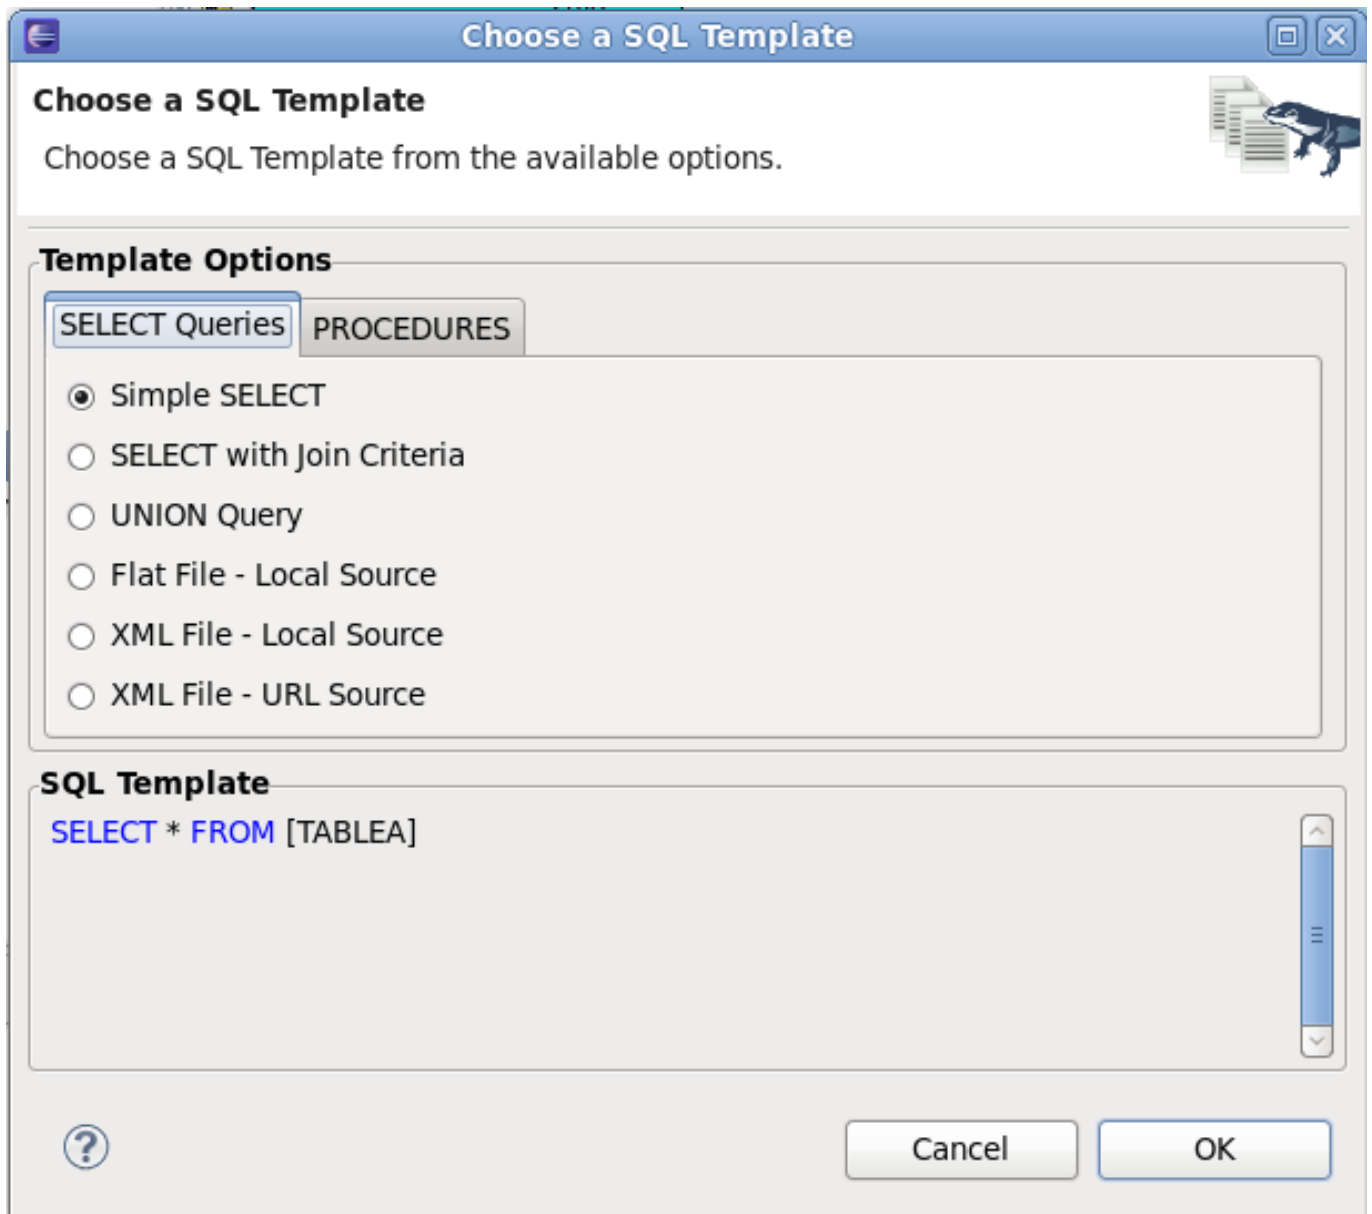 Choose a SQL Template
Choose a SQL Template
Choose a SQL Template from the available options.
Template Options
SELECT Queries PROCEDURES
Simple SELECT
SELECT with Join Criteria
UNION Query
Flat File - Local Source
XML File - Local Source
XML File - URL Source
SQL Template
SELECT * FROM [TABLEA]
? Cancel OK